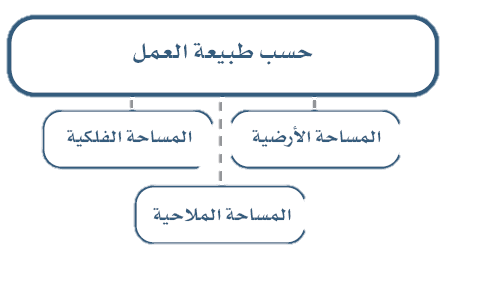 حسب طبيعة العمل
المساحة الأرضية
المساحة الفلكية
المساحة الملاحية